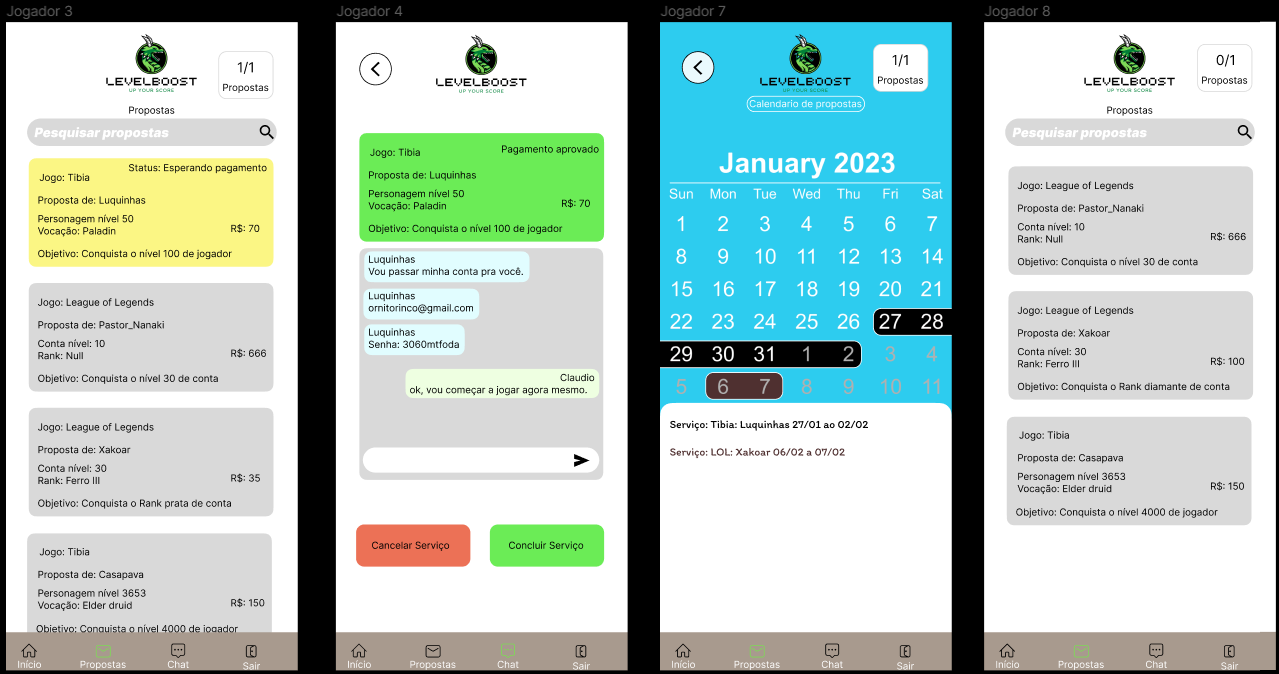 Jogador 3
LEVELBOOST
UP YOUR SCORE
1/1
Propostas
Propostas
Pesquisar propostas
Status: Esperando pagamento
Jogo: Tibia
Proposta de: Luquinhas
Personagem nível 50
Vocação: Paladin
R$: 70
Objetivo: Conquista o nível 100 de jogador
Jogo: League of Legends
Proposta de: Pastor_Nanaki
Conta nível: 10
Rank: Null
R$: 666
Objetivo: Conquista o nível 30 de conta
Jogo: League of Legends
Proposta de: Xakoar
Conta nível: 30
Rank: Ferro III
R$: 35
Objetivo: Conquista o Rank prata de conta
Jogo: Tibia
Proposta de: Casapava
Personagem nível 3653
Vocação: Elder druid
R$: 150
Objetivo: Conquista o nível 4000 de jogador
Início
Propostas
Chat
Sair
Jogador 4
LEVELBOOST
UP YOUR SCORE
Jogo: Tibia
Pagamento aprovado
Proposta de: Luquinhas
Personagem nível 50
Vocação: Paladin
R$: 70
Objetivo: Conquista o nível 100 de jogador
Luquinhas
Vou passar minha conta pra você.
Luquinhas
ornitorinco@gmail.com
Luquinhas
Senha: 3060mtfoda
Claudio
ok, vou começar a jogar agora mesmo.
Cancelar Serviço
Concluir Serviço
Início
Propostas
Chat
Sair
Jogador 7
LEVELBOOST
UP YOUR SCORE
1/1
Propostas
Calendario de propostas
January 2023
Sun Mon Tue Wed Thu Fri Sat
1 2 3 4 5 6 7
8 9 10 11 12 13 14
15 16 17 18 19 20 21
22 23 24 25 26 27 28
29 30 31 1 2 3 4
5 6 7 8 9 10 11
Serviço: Tibia: Luquinhas 27/01 ao 02/02
Serviço: LOL: Xakoar 06/02 a 07/02
Início
Propostas
Chat
Sair
Jogador 8
LEVELBOOST
UP YOUR SCORE
0/1
Propostas
Propostas
Pesquisar propostas
Jogo: League of Legends
Proposta de: Pastor_Nanaki
Conta nível: 10
Rank: Null
R$: 666
Objetivo: Conquista o nível 30 de conta
Jogo: League of Legends
Proposta de: Xakoar
Conta nível: 30
Rank: Ferro III
R$: 100
Objetivo: Conquista o Rank diamante de conta
Jogo: Tibia
Proposta de: Casapava
Personagem nível 3653
Vocação: Elder druid
R$: 150
Objetivo: Conquista o nível 4000 de jogador
Início
Propostas
Chat
Sair